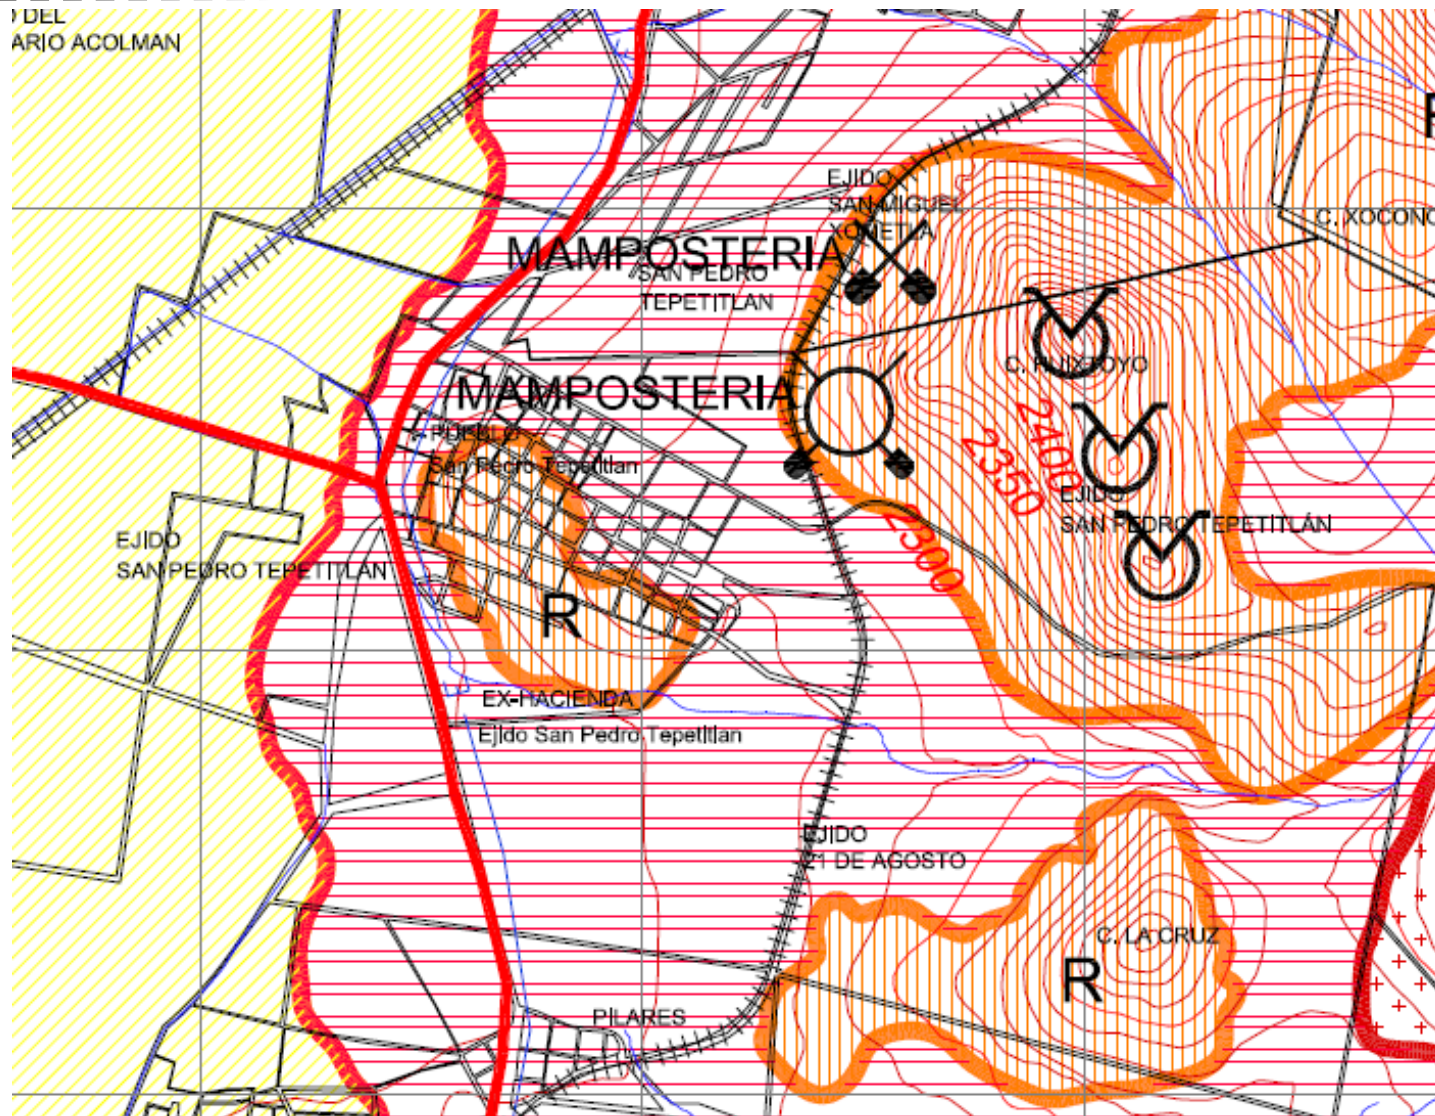 DEL
ARIO ACOLMAN
EJIDO
SAN MIGUEL
XOMETLA
MAMPOSTERIA
SAN PEDRO
TEPETITLAN
MAMPOSTERIA
PUEBLO
San Pedro Tepetitlan
2400
2350
2300
EJIDO
SAN PEDRO TEPETITLÁN
EJIDO
SAN PEDRO TEPETITLAN
R
EX-HACIENDA
Ejido San Pedro Tepetitlan
EJIDO
21 DE AGOSTO
C. LA CRUZ
R
PILARES